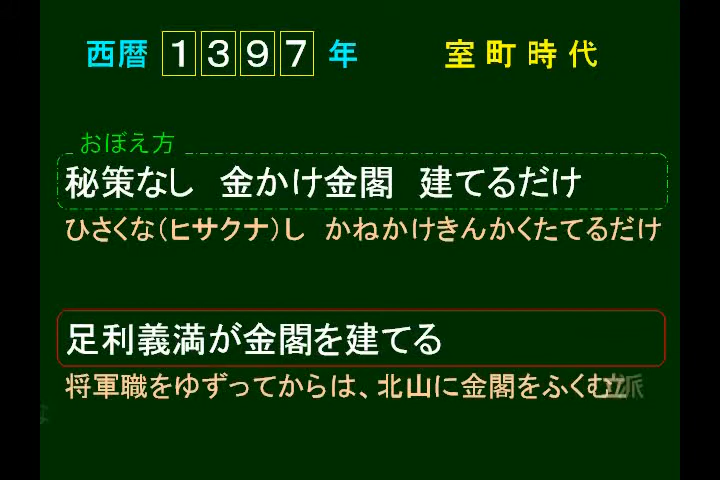 西暦 1397 年 室町時代
おぼえ方
秘策なし 金かけ金閣 建てるだけ
ひさくな(ヒサクナ)し かねかけきんかくたてるだけ
足利義満が金閣を建てる
将軍職をゆずってからは、北山に金閣をふくむ